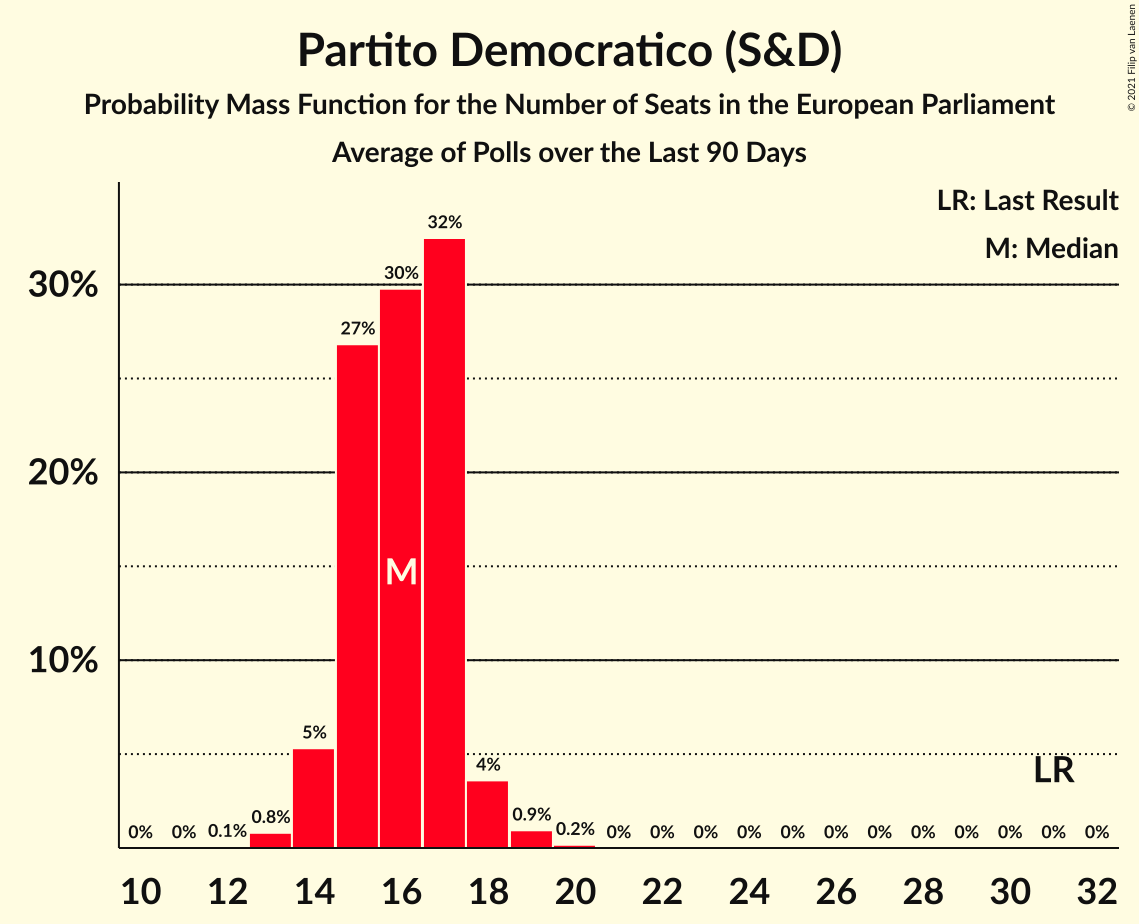 Partito Democratico (S&D)
Probability Mass Function for the Number of Seats in the European Parliament
Average of Polls over the Last 90 Days
© 2021 Filip van Laenen
LR: Last Result
M: Median
30%
20%
10%
0% 0% 0.1% 0.8% 5% 27% 30% 32% 4% 0.9% 0.2% 0% 0% 0% 0% 0% 0% 0% 0% 0% 0% 0% 0%
M
LR
10 12 14 16 18 20 22 24 26 28 30 32